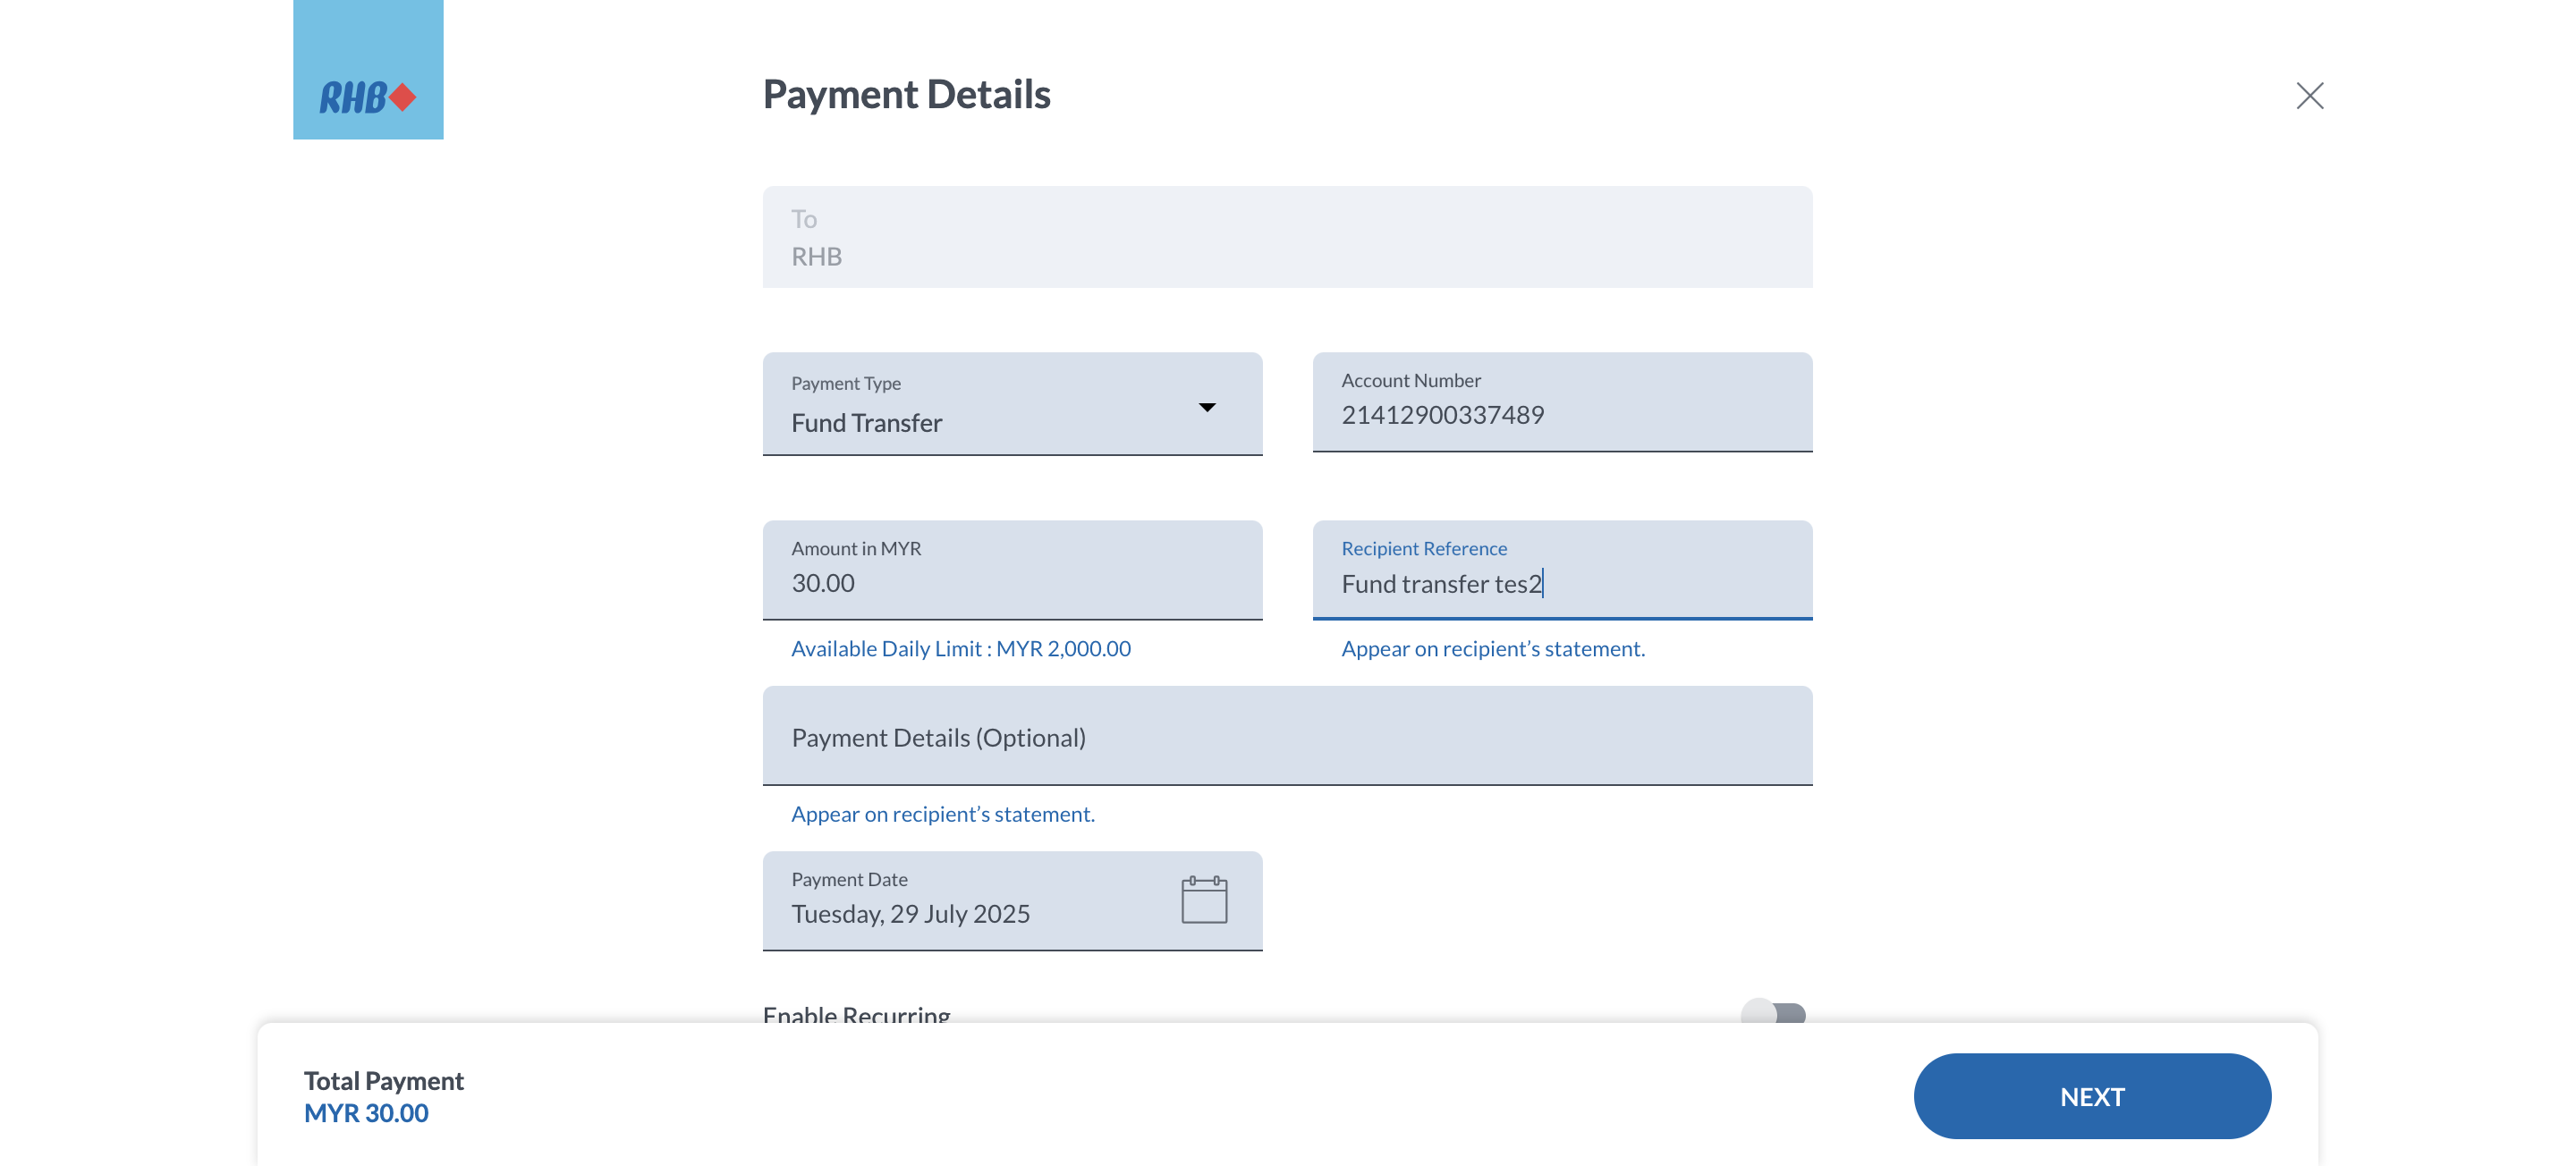 RHB
Payment Details
To
RHB
Payment Type
Fund Transfer
Account Number
21412900337489
Amount in MYR
30.00
Available Daily Limit : MYR 2,000.00
Recipient Reference
Fund transfer tes2
Appear on recipient’s statement.
Payment Details (Optional)
Appear on recipient’s statement.
Payment Date
Tuesday, 29 July 2025
Enable Recurring
Total Payment
MYR 30.00
NEXT